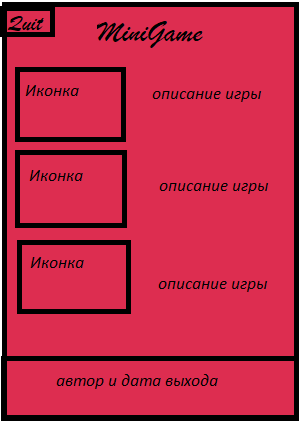 Quit
MiniGame
Иконка
описание игры
Иконка
описание игры
Иконка
описание игры
автор и дата выхода